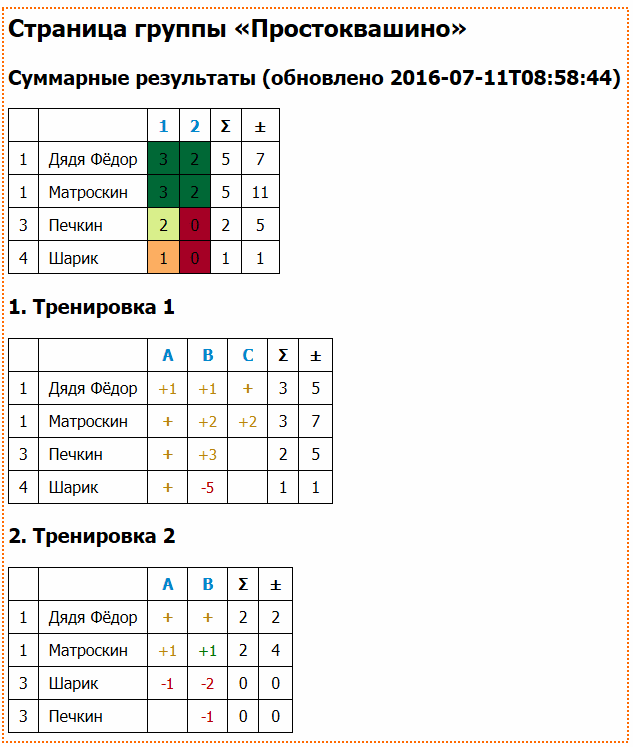 Страница группы «Простоквашино»
Суммарные результаты (обновлено 2016-07-11T08:58:44)
1 2 Σ ±
1 Дядя Фёдор 3 2 5 7
1 Матроскин 3 2 5 11
3 Печкин 2 0 2 5
4 Шарик 1 0 1 1
1. Тренировка 1
A B C Σ ±
1 Дядя Фёдор +1 +1 + 3 5
1 Матроскин + +2 +2 3 7
3 Печкин + +3 2 5
4 Шарик + -5 1 1
2. Тренировка 2
A B Σ ±
1 Дядя Фёдор + + 2 2
1 Матроскин +1 +1 2 4
3 Шарик -1 -2 0 0
3 Печкин -1 0 0